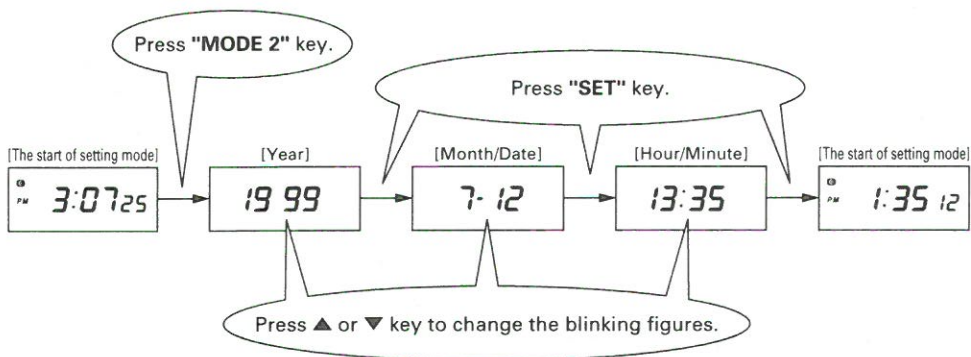 Press "MODE 2" key.
Press "SET" key.
[The start of setting mode]
[Year]
[Month/Date]
[Hour/Minute]
[The start of setting mode]
PM 3:07 25
19 99
7-12
13:35
PM 1:35 12
Press ▲ or ▼ key to change the blinking figures.